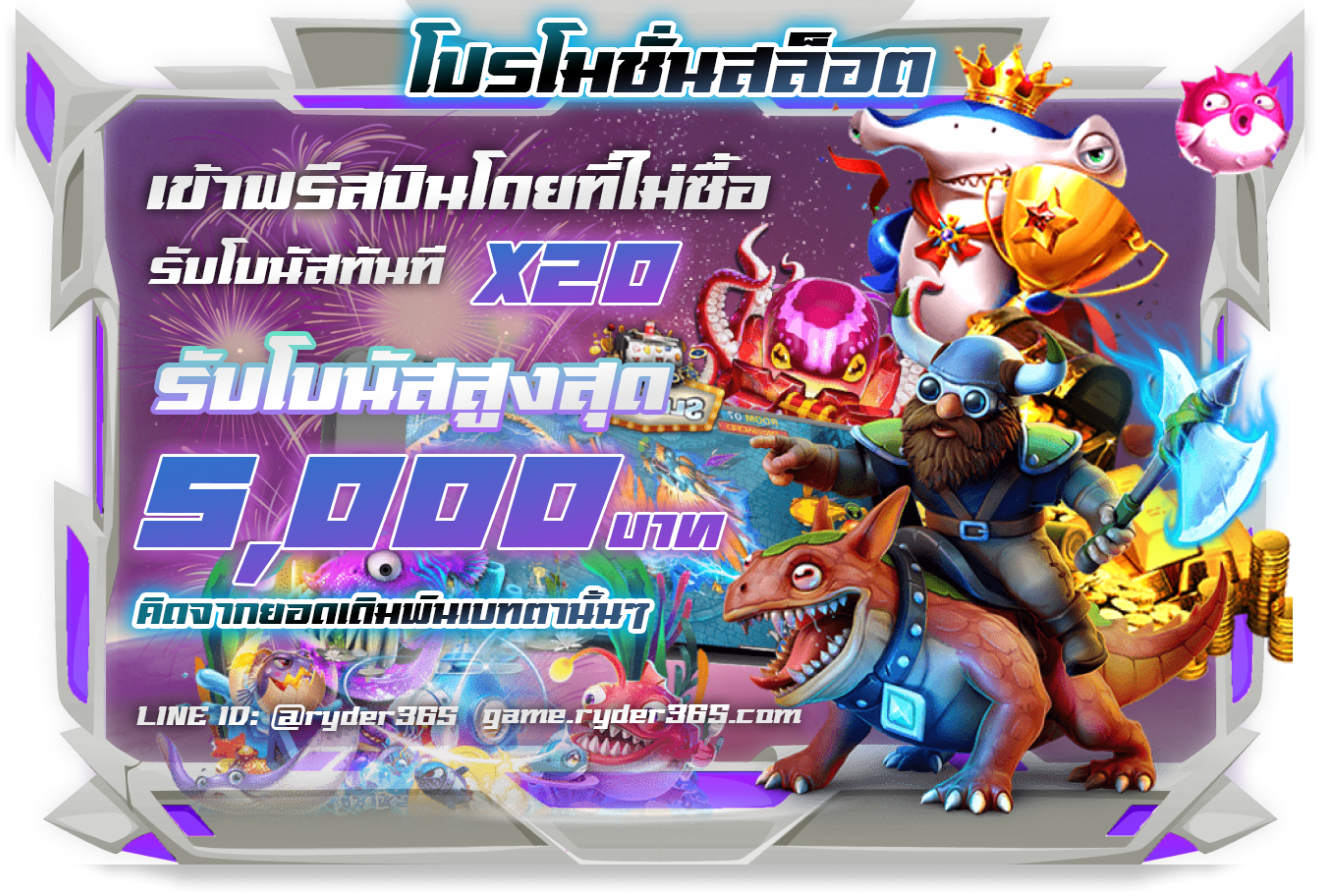 โปรโมชั่นสล็อต
เข้าฟรีสปินโดยที่ไม่ซื้อ
รับโบนัสทันที X20
รับโบนัสสูงสุด
5,000 บาท
คิดจากยอดเดิมพันเบทตานั้นๆ
LINE ID: @ryder365 game.ryder365.com
ROOM 07